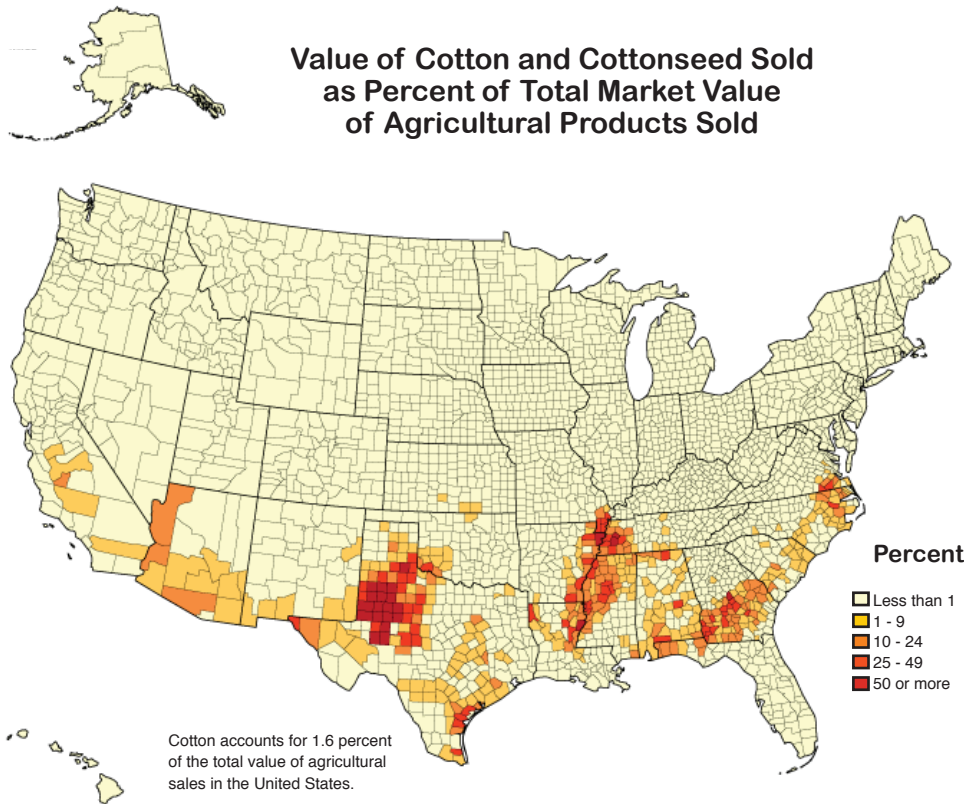 Value of Cotton and Cottonseed Sold
as Percent of Total Market Value
of Agricultural Products Sold
Percent
Less than 1
1 - 9
10 - 24
25 - 49
50 or more
Cotton accounts for 1.6 percent
of the total value of agricultural
sales in the United States.